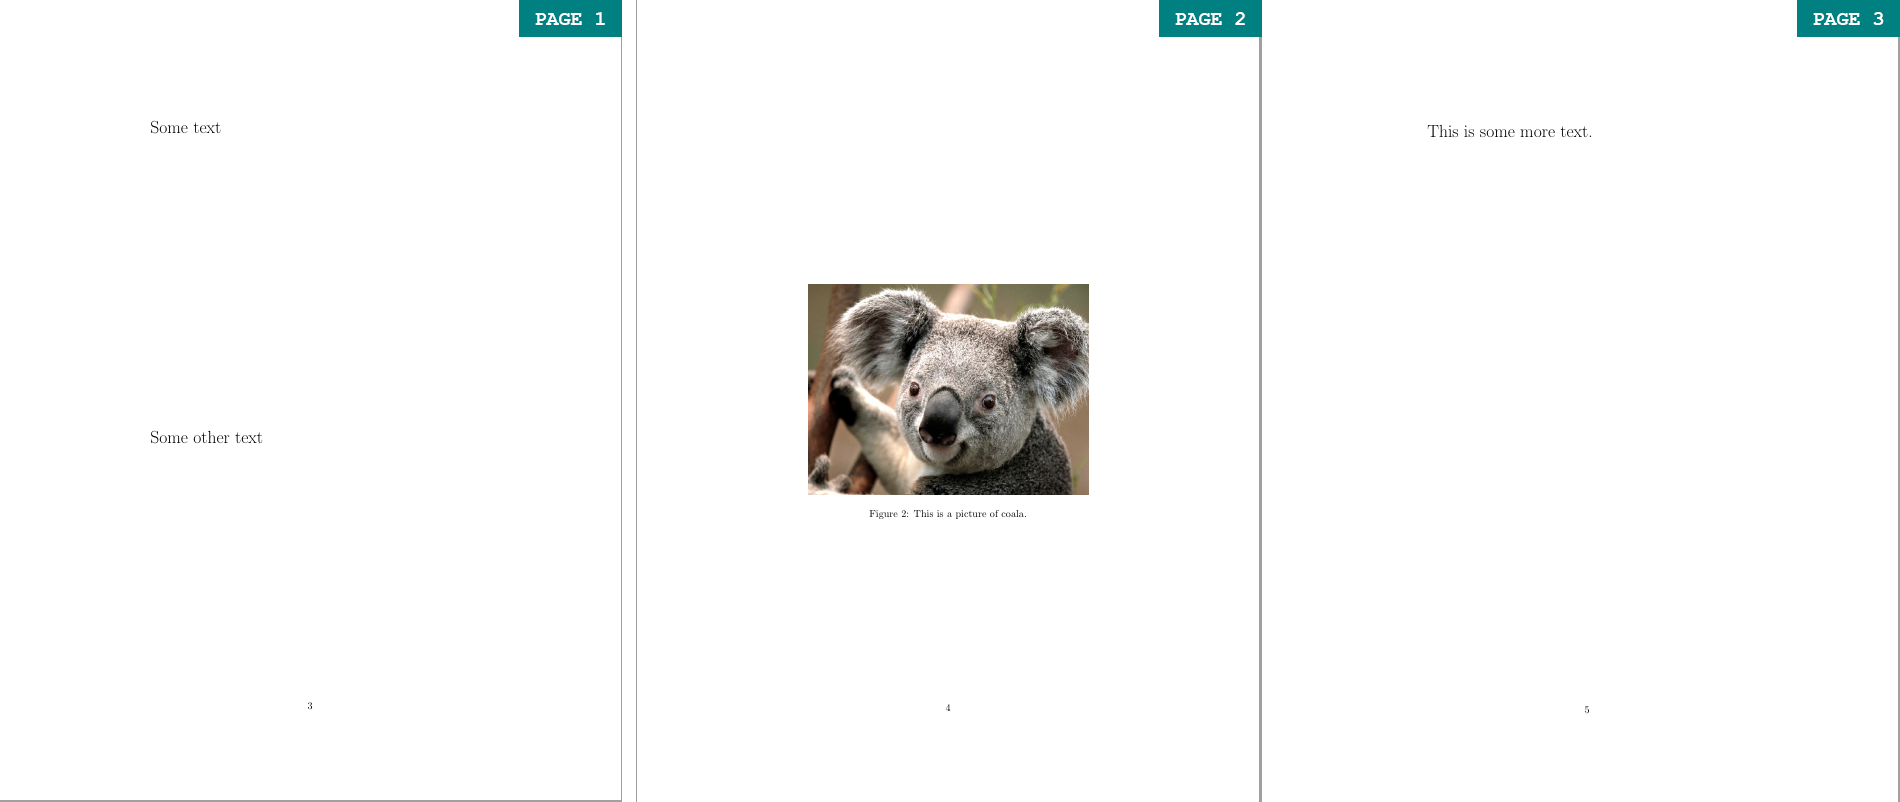 PAGE 1
Some text
Some other text
3
PAGE 2
Figure 2: This is a picture of coala.
4
PAGE 3
This is some more text.
5